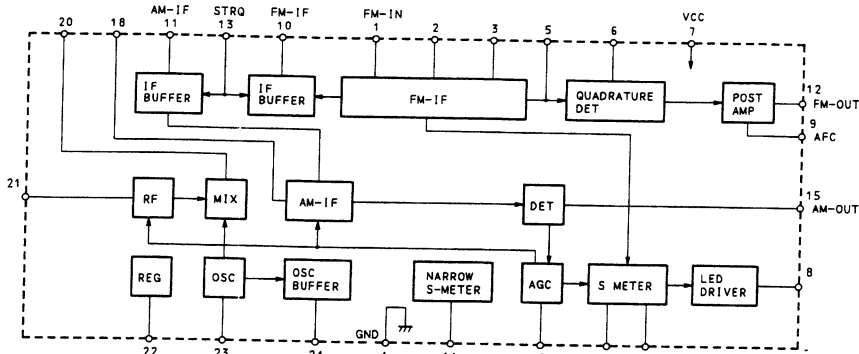 AM-IF STRQ FM-IF FM-IN VCC
20 18 11 13 10 1 2 3 5 6 7
IF BUFFER
IF BUFFER
FM-IF
QUADRATURE DET
POST AMP
12
FM-OUT
9
AFC
21
RF
MIX
AM-IF
DET
15
AM-OUT
REG
OSC
OSC BUFFER
NARROW S-METER
AGC
S METER
LED DRIVER
8
GND
22 23 24